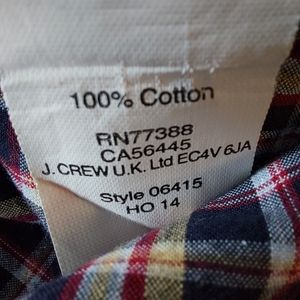 100% Cotton
RN77388
CA56445
J. CREW U.K. Ltd EC4V 6JA
Style 06415
HO 14